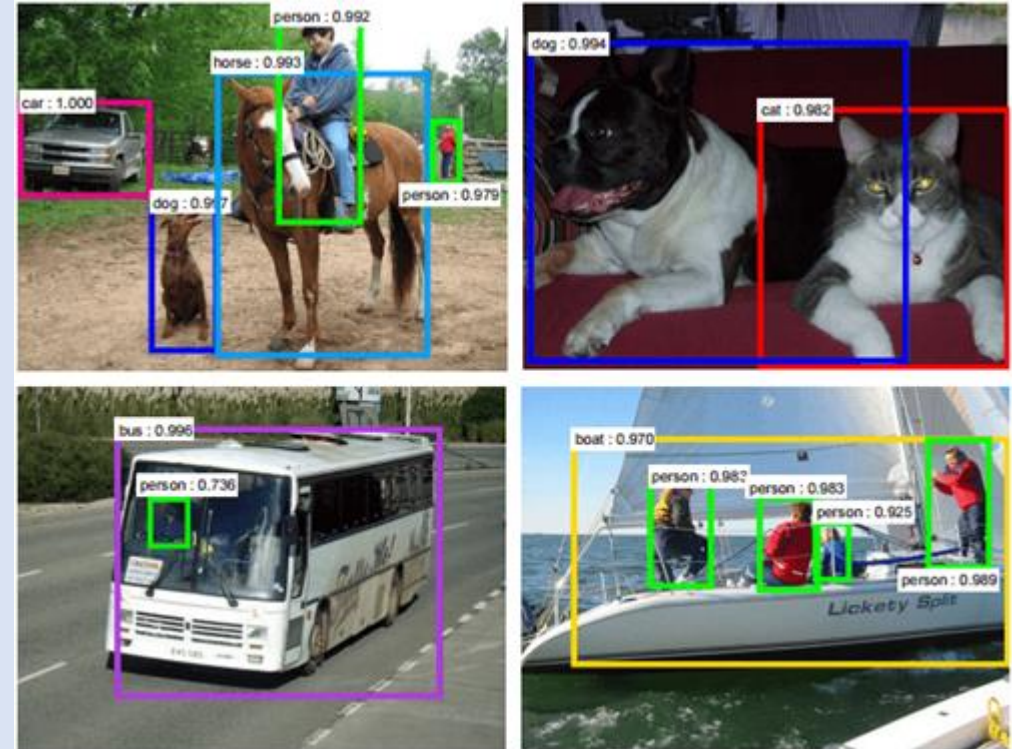 person : 0.992
horse : 0.993
car : 1.000
person : 0.979
dog : 0.997
dog : 0.994
cat : 0.982
bus : 0.996
person : 0.736
boat : 0.970
person : 0.983
person : 0.983
person : 0.925
person : 0.989
Lickety Split